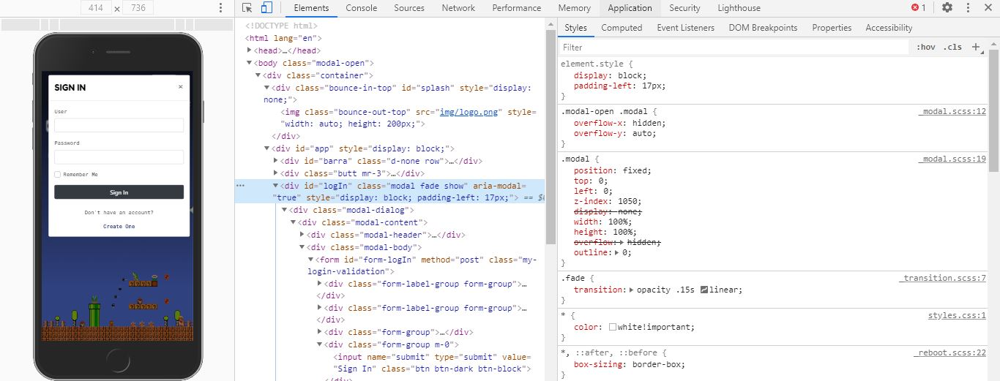 414 × 736
Elements Console Sources Network Performance Memory Application Security Lighthouse 1
SIGN IN ×
User
Password
Remember Me
Sign In
Don't have an account?
Create One
<!DOCTYPE html>
<html lang="en">
<head>…</head>
<body class="modal-open">
<div class="container">
<div class="bounce-in-top" id="splash" style="display:
none;">
<img class="bounce-out-top" src="img/logo.png" style=
"width: auto; height: 200px;">
</div>
<div id="app" style="display: block;">
<div id="barra" class="d-none row">…</div>
<div class="butt mr-3">…</div>
<div id="logIn" class="modal fade show" aria-modal=
"true" style="display: block; padding-left: 17px;"> ==
<div class="modal-dialog">
<div class="modal-content">
<div class="modal-header">…</div>
<div class="modal-body">
<form id="form-logIn" method="post" class="my-
login-validation">
<div class="form-label-group form-group">…
</div>
<div class="form-label-group form-group">…
</div>
<div class="form-group">…</div>
<div class="form-group m-0">
<input name="submit" type="submit" value=
"Sign In" class="btn btn-dark btn-block">
</div>
Styles Computed Event Listeners DOM Breakpoints Properties Accessibility
Filter :hov .cls +
element.style {
display: block;
padding-left: 17px;
}
.modal-open .modal { _modal.scss:12
overflow-x: hidden;
overflow-y: auto;
}
.modal { _modal.scss:19
position: fixed;
top: 0;
left: 0;
z-index: 1050;
display: none;
width: 100%;
height: 100%;
overflow: hidden;
outline: 0;
}
.fade { _transition.scss:7
transition: opacity .15s linear;
}
* { styles.css:1
color: white!important;
}
*, ::after, ::before { _reboot.scss:22
box-sizing: border-box;
}